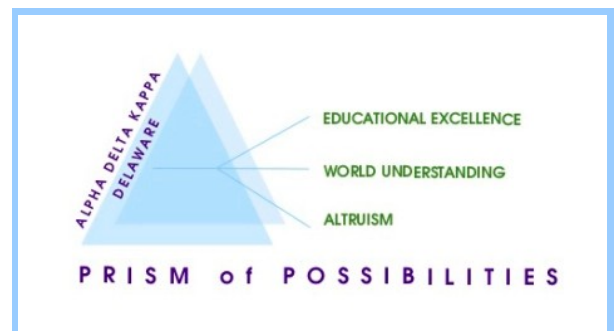 ALPHA DELTA KAPPA
DELAWARE
EDUCATIONAL EXCELLENCE
WORLD UNDERSTANDING
ALTRUISM
PRISM of POSSIBILITIES